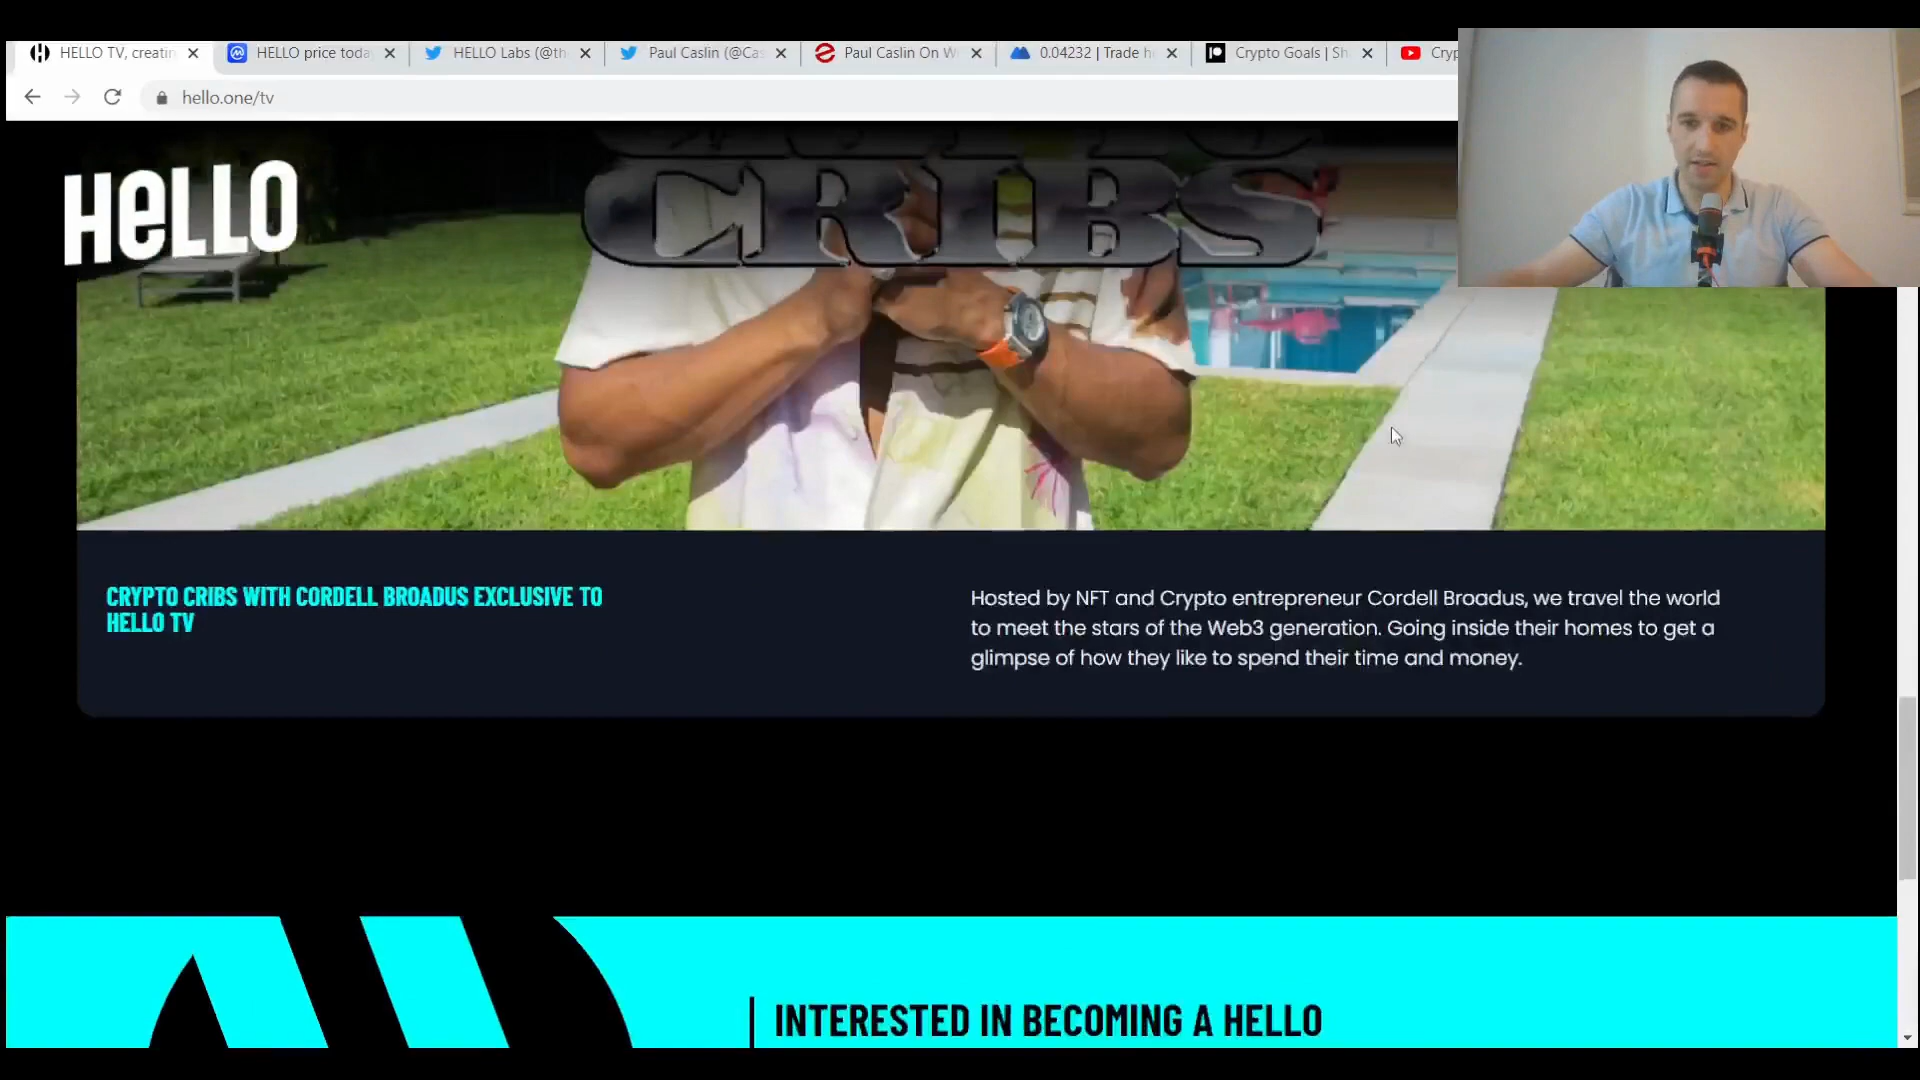 HELLO TV, creatin
HELLO price toda
HELLO Labs (@th
Paul Caslin (@Cas
Paul Caslin On W
0.04232 | Trade h
Crypto Goals | Sh
Cryp
hello.one/tv
HELLO
CRIBS
CRYPTO CRIBS WITH CORDELL BROADUS EXCLUSIVE TO
HELLO TV
Hosted by NFT and Crypto entrepreneur Cordell Broadus, we travel the world
to meet the stars of the Web3 generation. Going inside their homes to get a
glimpse of how they like to spend their time and money.
INTERESTED IN BECOMING A HELLO